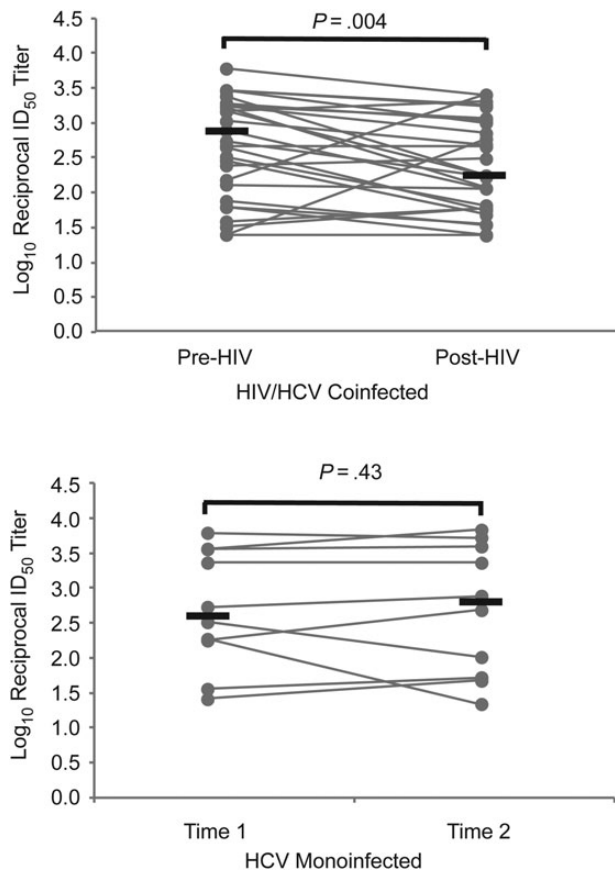 P = .004
Log10 Reciprocal ID50 Titer
4.5
4.0
3.5
3.0
2.5
2.0
1.5
1.0
0.5
0.0
Pre-HIV Post-HIV
HIV/HCV Coinfected
P = .43
Log10 Reciprocal ID50 Titer
4.5
4.0
3.5
3.0
2.5
2.0
1.5
1.0
0.5
0.0
Time 1 Time 2
HCV Monoinfected